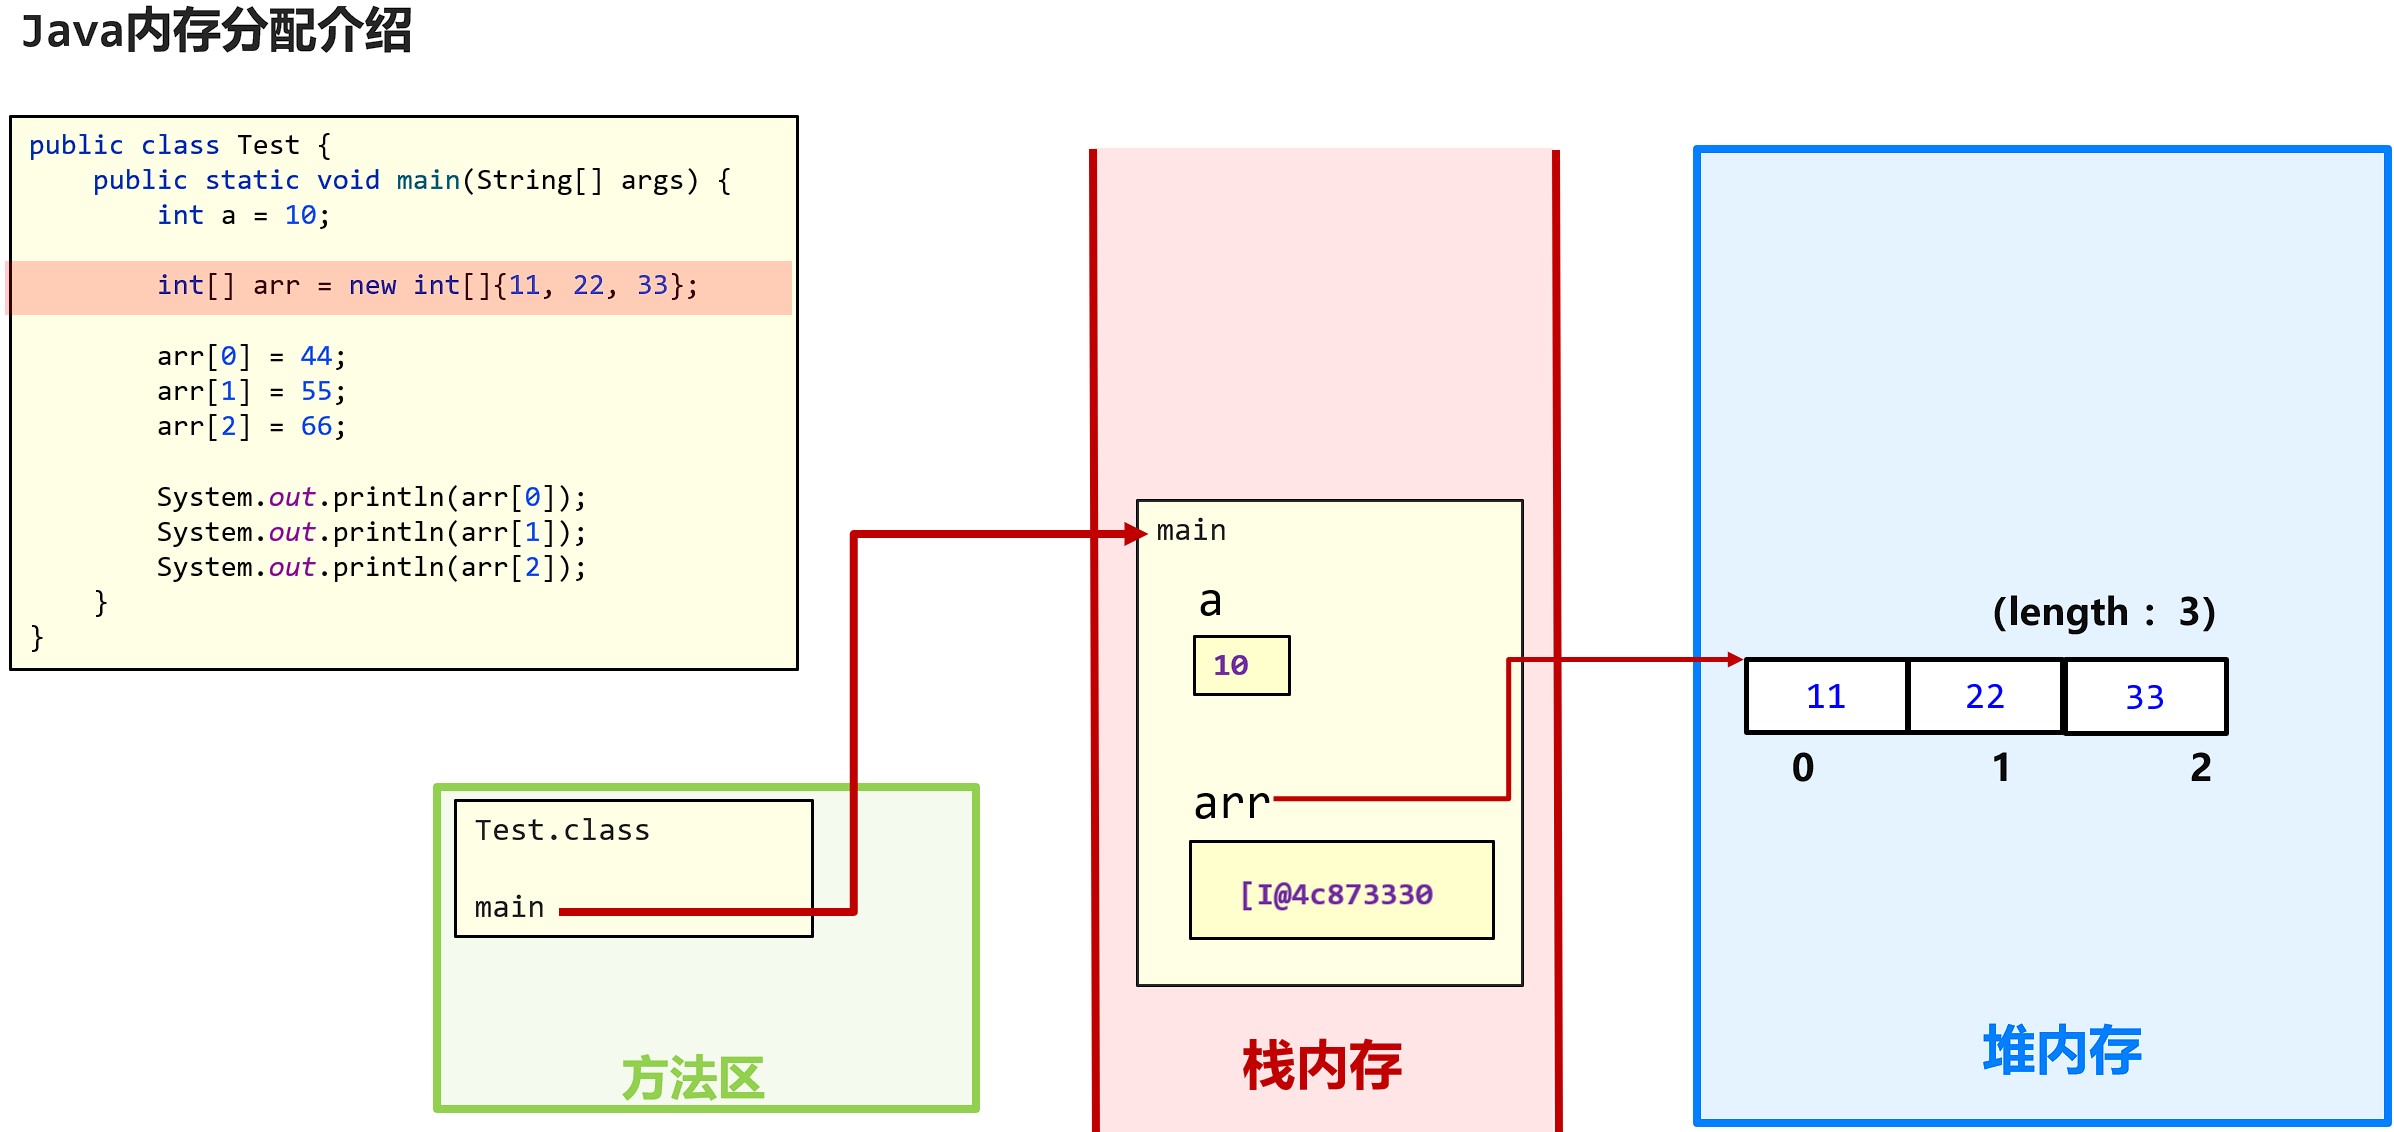 Java内存分配介绍
public class Test {
    public static void main(String[] args) {
        int a = 10;
        int[] arr = new int[]{11, 22, 33};
        arr[0] = 44;
        arr[1] = 55;
        arr[2] = 66;
        System.out.println(arr[0]);
        System.out.println(arr[1]);
        System.out.println(arr[2]);
    }
}
Test.class
main
方法区
main
a
10
arr
[I@4c873330
栈内存
(length： 3)
11 22 33
0 1 2
堆内存